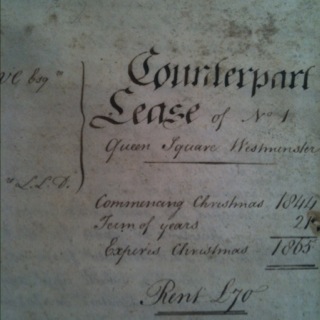 Esqr
Counterpart
Lease of No 1
Queen Square Westminster
"L.L.D."
Commencing Christmas 1844
Term of years 21
Expires Christmas 1865
Rent £70